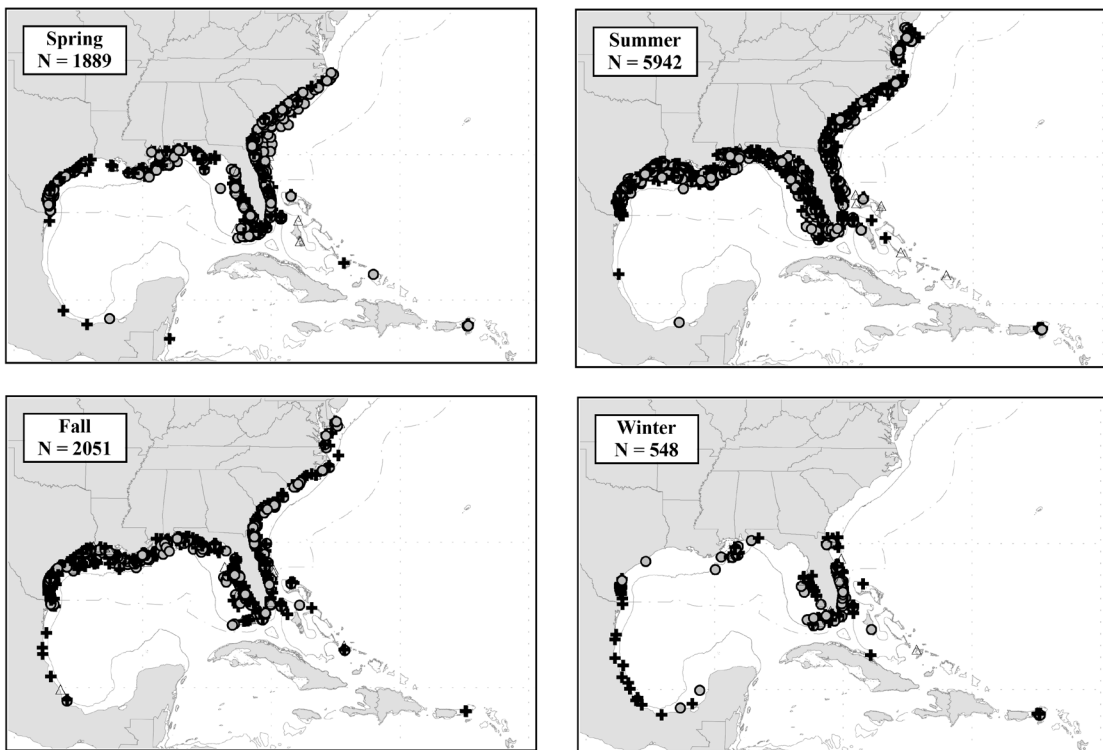 Spring
N = 1889
Summer
N = 5942
Fall
N = 2051
Winter
N = 548